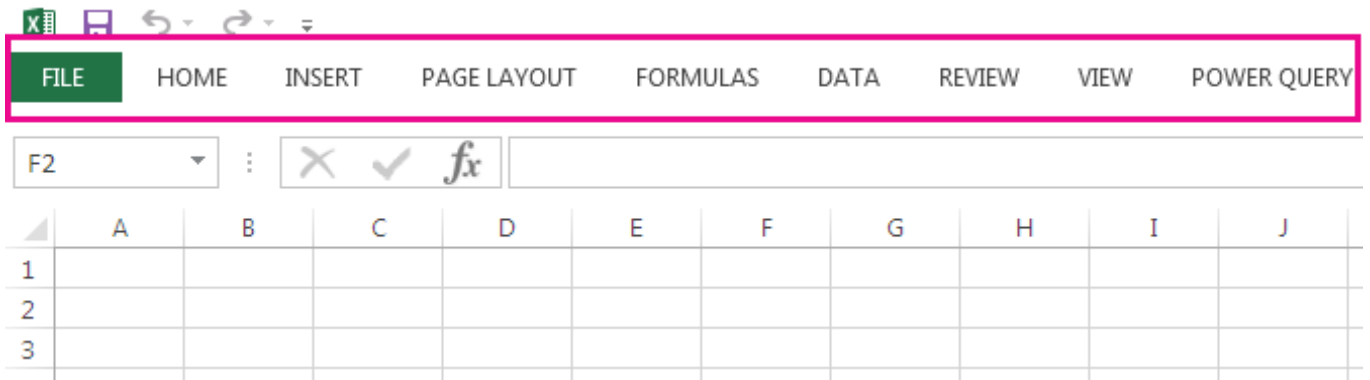 FILE HOME INSERT PAGE LAYOUT FORMULAS DATA REVIEW VIEW POWER QUERY
F2 fx
A B C D E F G H I J
1
2
3